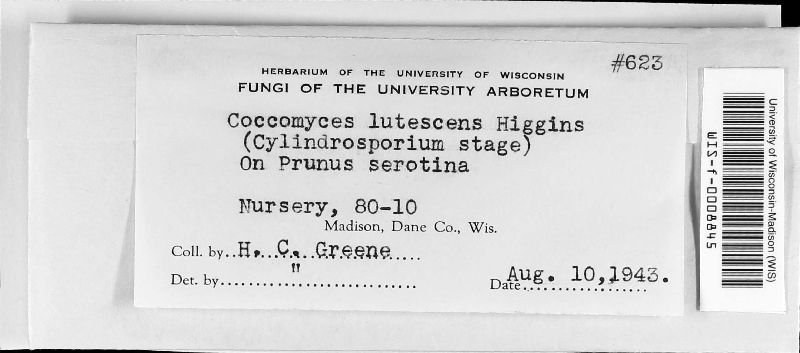 #623
HERBARIUM OF THE UNIVERSITY OF WISCONSIN
FUNGI OF THE UNIVERSITY ARBORETUM
Coccomyces lutescens Higgins
(Cylindrosporium stage)
On Prunus serotina
Nursery, 80-10
Madison, Dane Co., Wis.
Coll. by..H. C. Greene.....
Det. by.." ..........
Date Aug. 10, 1943.
University of Wisconsin-Madison (WIS)
WIS-f-0008845